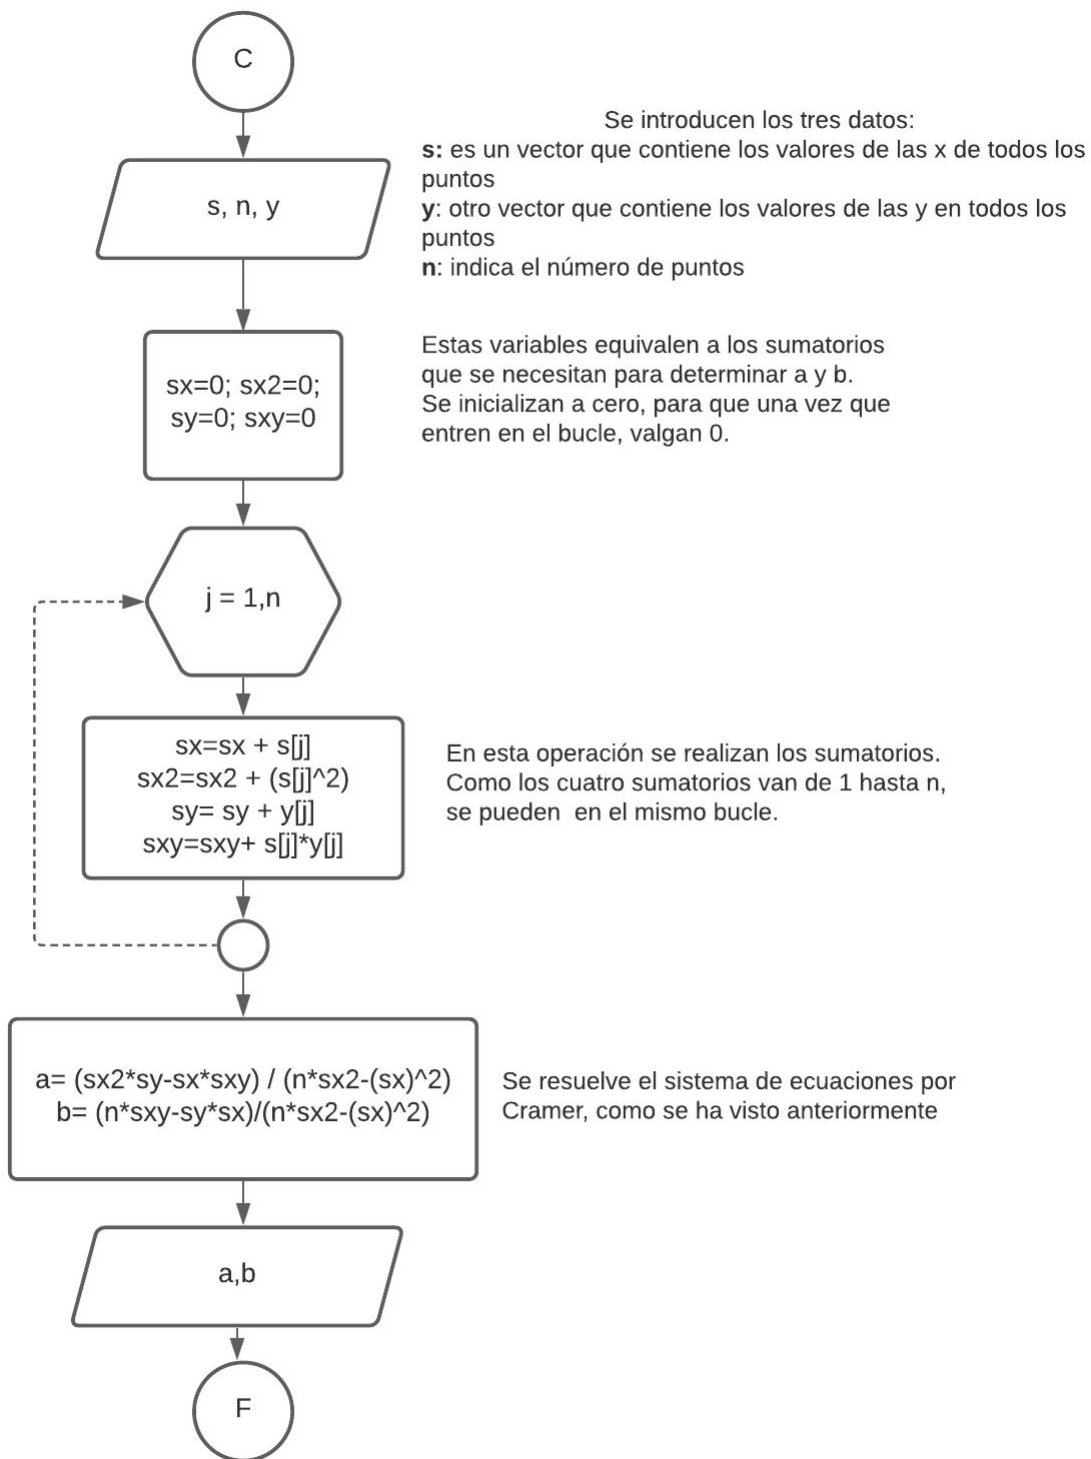 C
s, n, y
Se introducen los tres datos:
s: es un vector que contiene los valores de las x de todos los
puntos
y: otro vector que contiene los valores de las y en todos los
puntos
n: indica el número de puntos
sx=0; sx2=0;
sy=0; sxy=0
Estas variables equivalen a los sumatorios
que se necesitan para determinar a y b.
Se inicializan a cero, para que una vez que
entren en el bucle, valgan 0.
j = 1,n
sx=sx + s[j]
sx2=sx2 + (s[j]^2)
sy= sy + y[j]
sxy=sxy+ s[j]*y[j]
En esta operación se realizan los sumatorios.
Como los cuatro sumatorios van de 1 hasta n,
se pueden  en el mismo bucle.
a= (sx2*sy-sx*sxy) / (n*sx2-(sx)^2)
b= (n*sxy-sy*sx)/(n*sx2-(sx)^2)
Se resuelve el sistema de ecuaciones por
Cramer, como se ha visto anteriormente
a,b
F